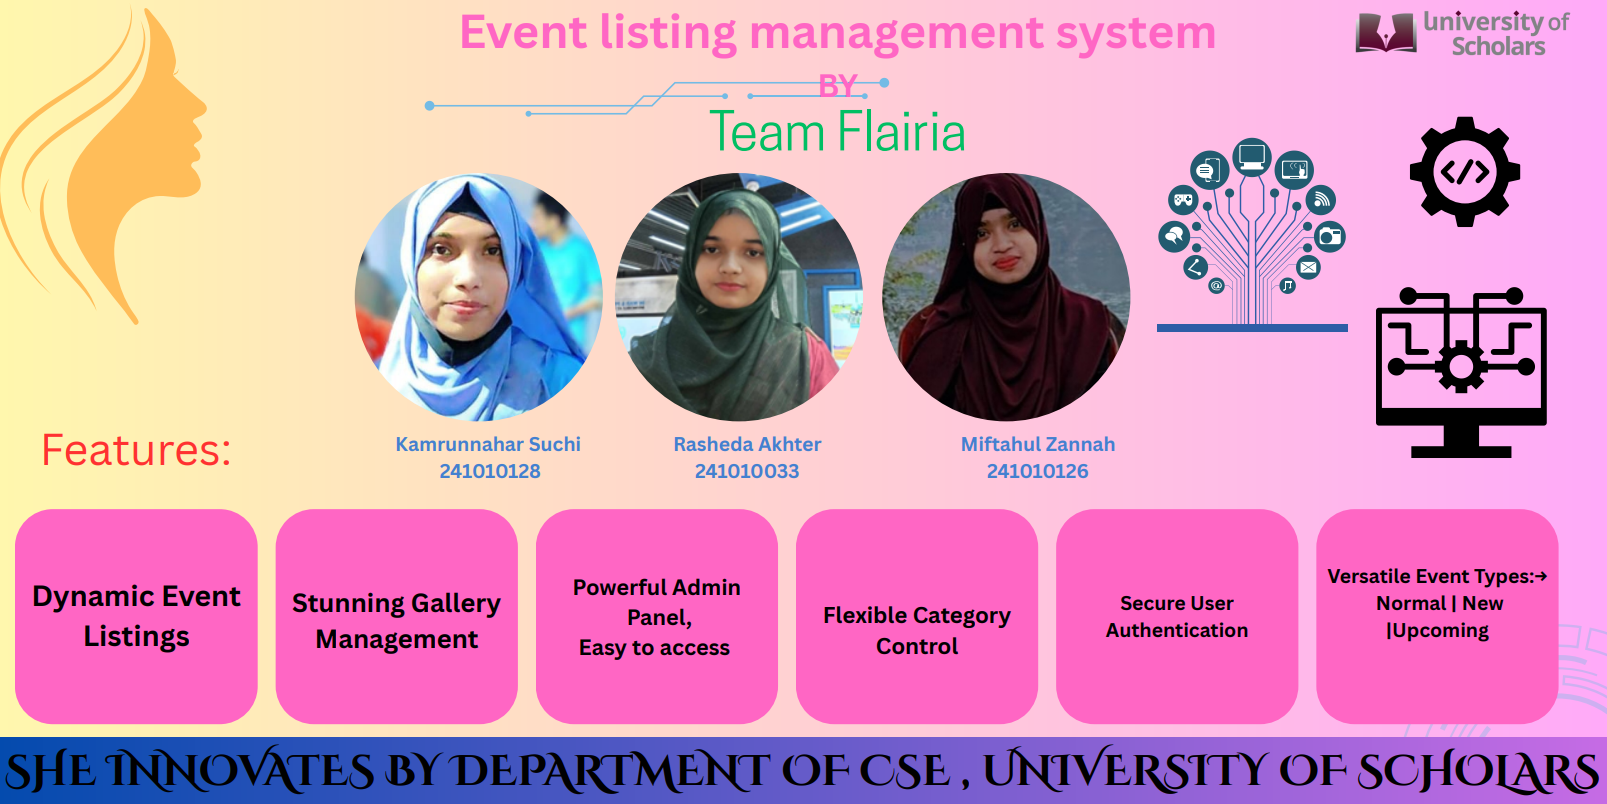 Event listing management system
university of
Scholars
BY
Team Flairia
Kamrunnahar Suchi
241010128
Rasheda Akhter
241010033
Miftahul Zannah
241010126
Features:
Dynamic Event
Listings
Stunning Gallery
Management
Powerful Admin
Panel,
Easy to access
Flexible Category
Control
Secure User
Authentication
Versatile Event Types:→
Normal | New
|Upcoming
SHE INNOVATES BY DEPARTMENT OF CSE , UNIVERSITY OF SCHOLARS